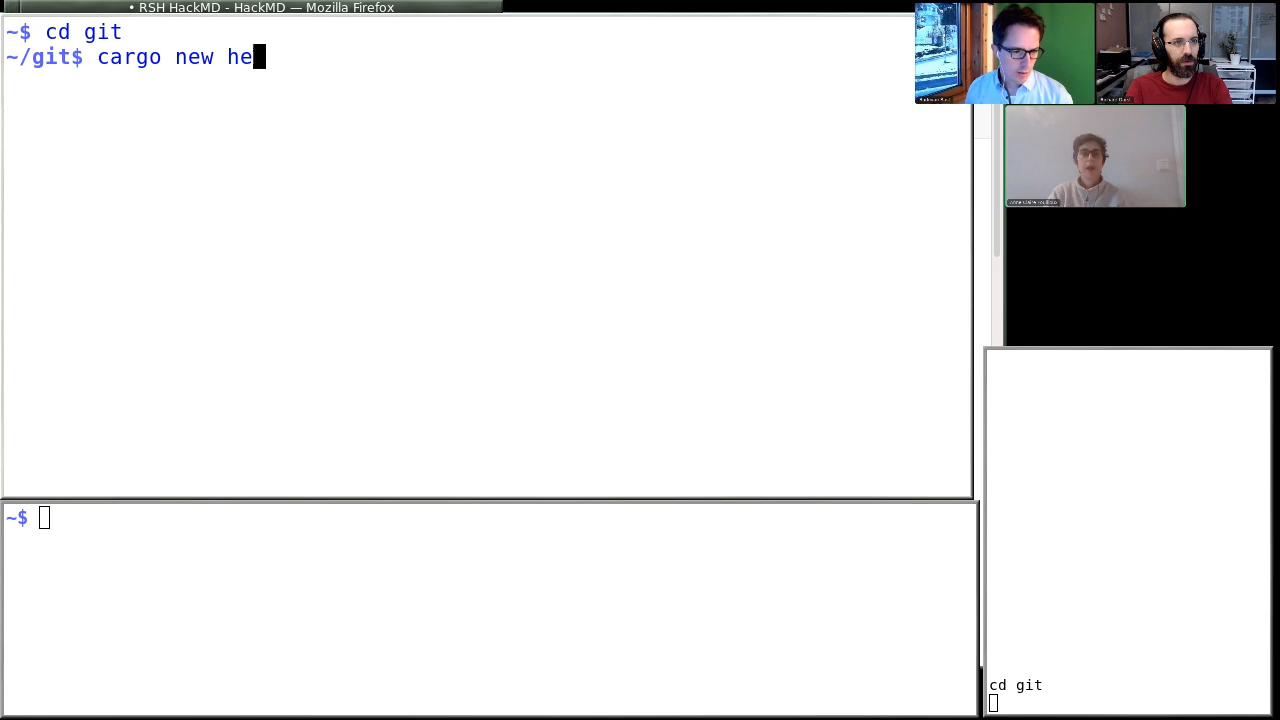 • RSH HackMD - HackMD — Mozilla Firefox
~$ cd git
~/git$ cargo new he
~$
cd git